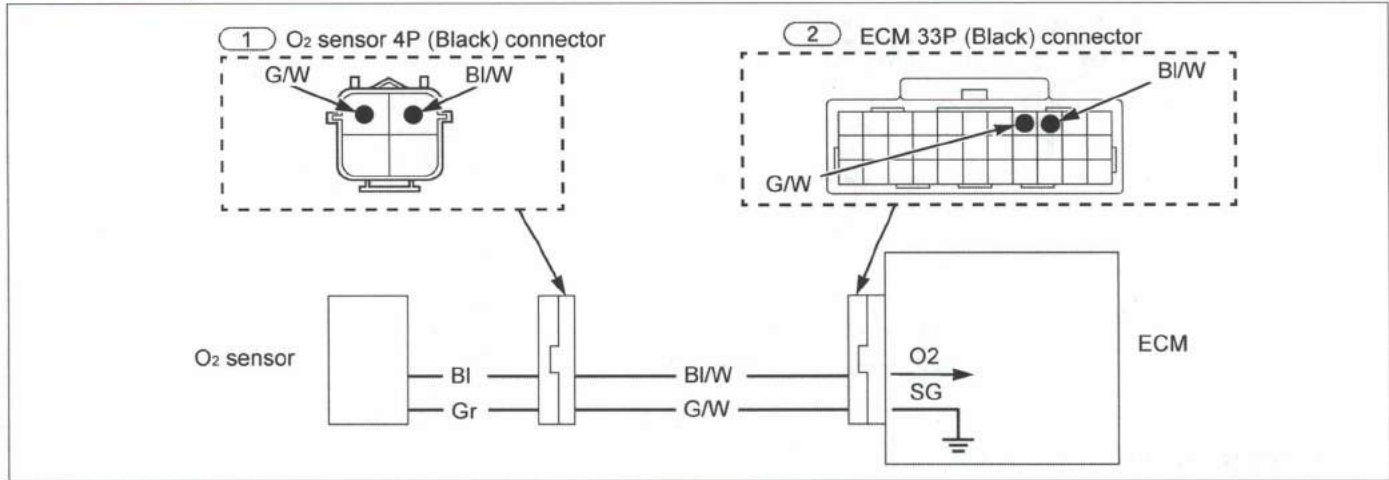 1 O₂ sensor 4P (Black) connector
G/W
Bl/W
2 ECM 33P (Black) connector
Bl/W
G/W
O₂ sensor
Bl
Gr
Bl/W
G/W
O2
SG
ECM